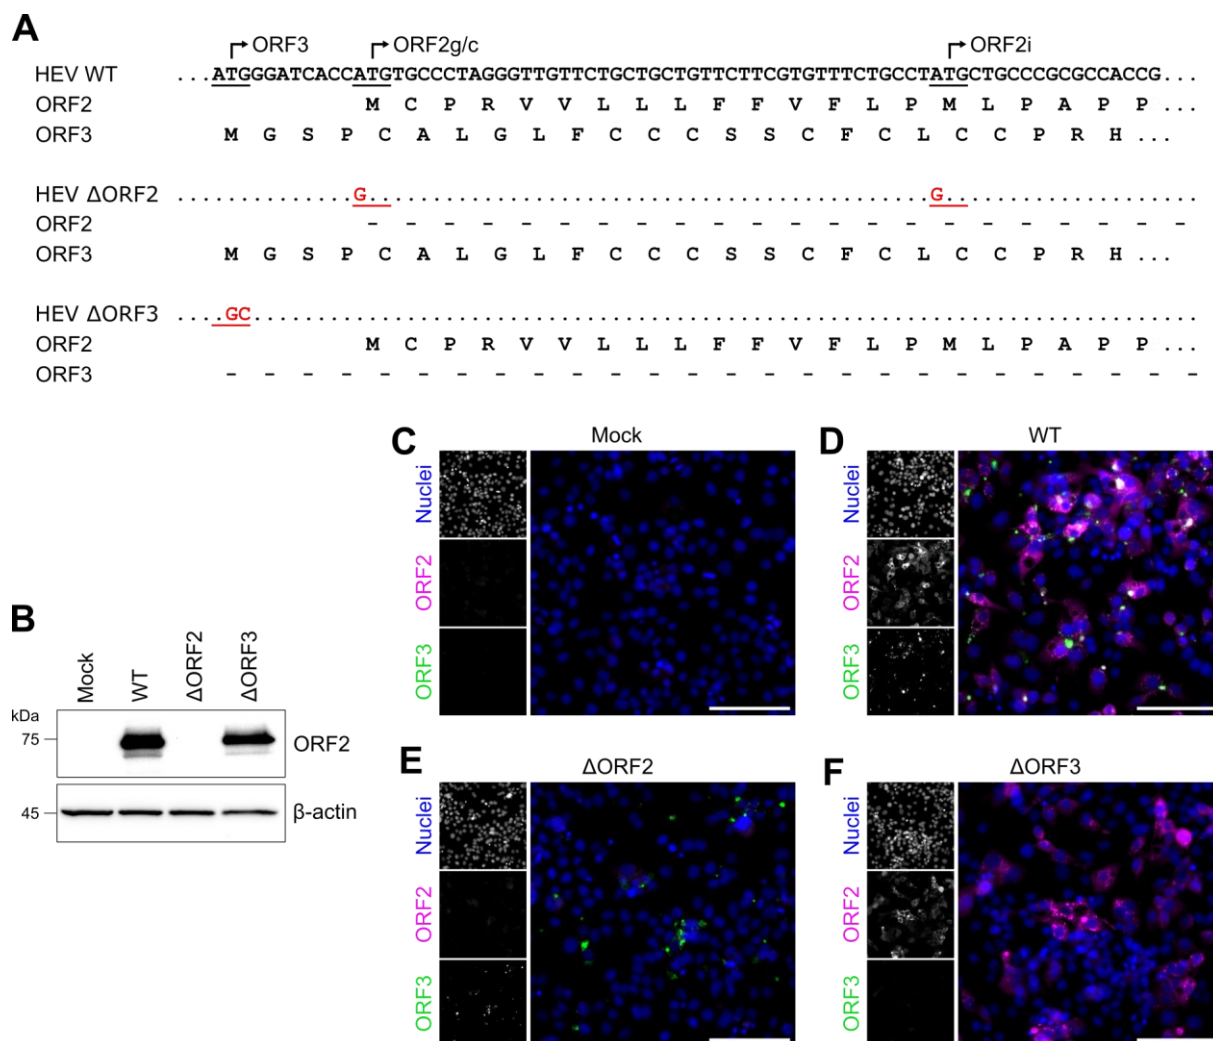 A
ORF3 ORF2g/c ORF2i
HEV WT ...ATGGGATCACCATGTGCCCTAGGGTTGTTCTGCTGCTGTTCTTCGTGTTTCTGCCTATGCTGCCCGCGCCACCG...
ORF2 M C P R V V L L L F F V F L P M L P A P P ...
ORF3 M G S P C A L G L F C C C S S C F C L C C P R H ...
HEV ΔORF2 ..............G............................................G....................
ORF2 - - - - - - - - - - - - - - - - - - - - - -
ORF3 M G S P C A L G L F C C C S S C F C L C C P R H ...
HEV ΔORF3 ....GC..........................................................................
ORF2 M C P R V V L L L F F V F L P M L P A P P ...
ORF3 - - - - - - - - - - - - - - - - - - - - - - - - - -
C Mock
Nuclei
ORF2
ORF3
D WT
Nuclei
ORF2
ORF3
B
Mock WT ΔORF2 ΔORF3
kDa
75 ORF2
45 β-actin
E ΔORF2
Nuclei
ORF2
ORF3
F ΔORF3
Nuclei
ORF2
ORF3